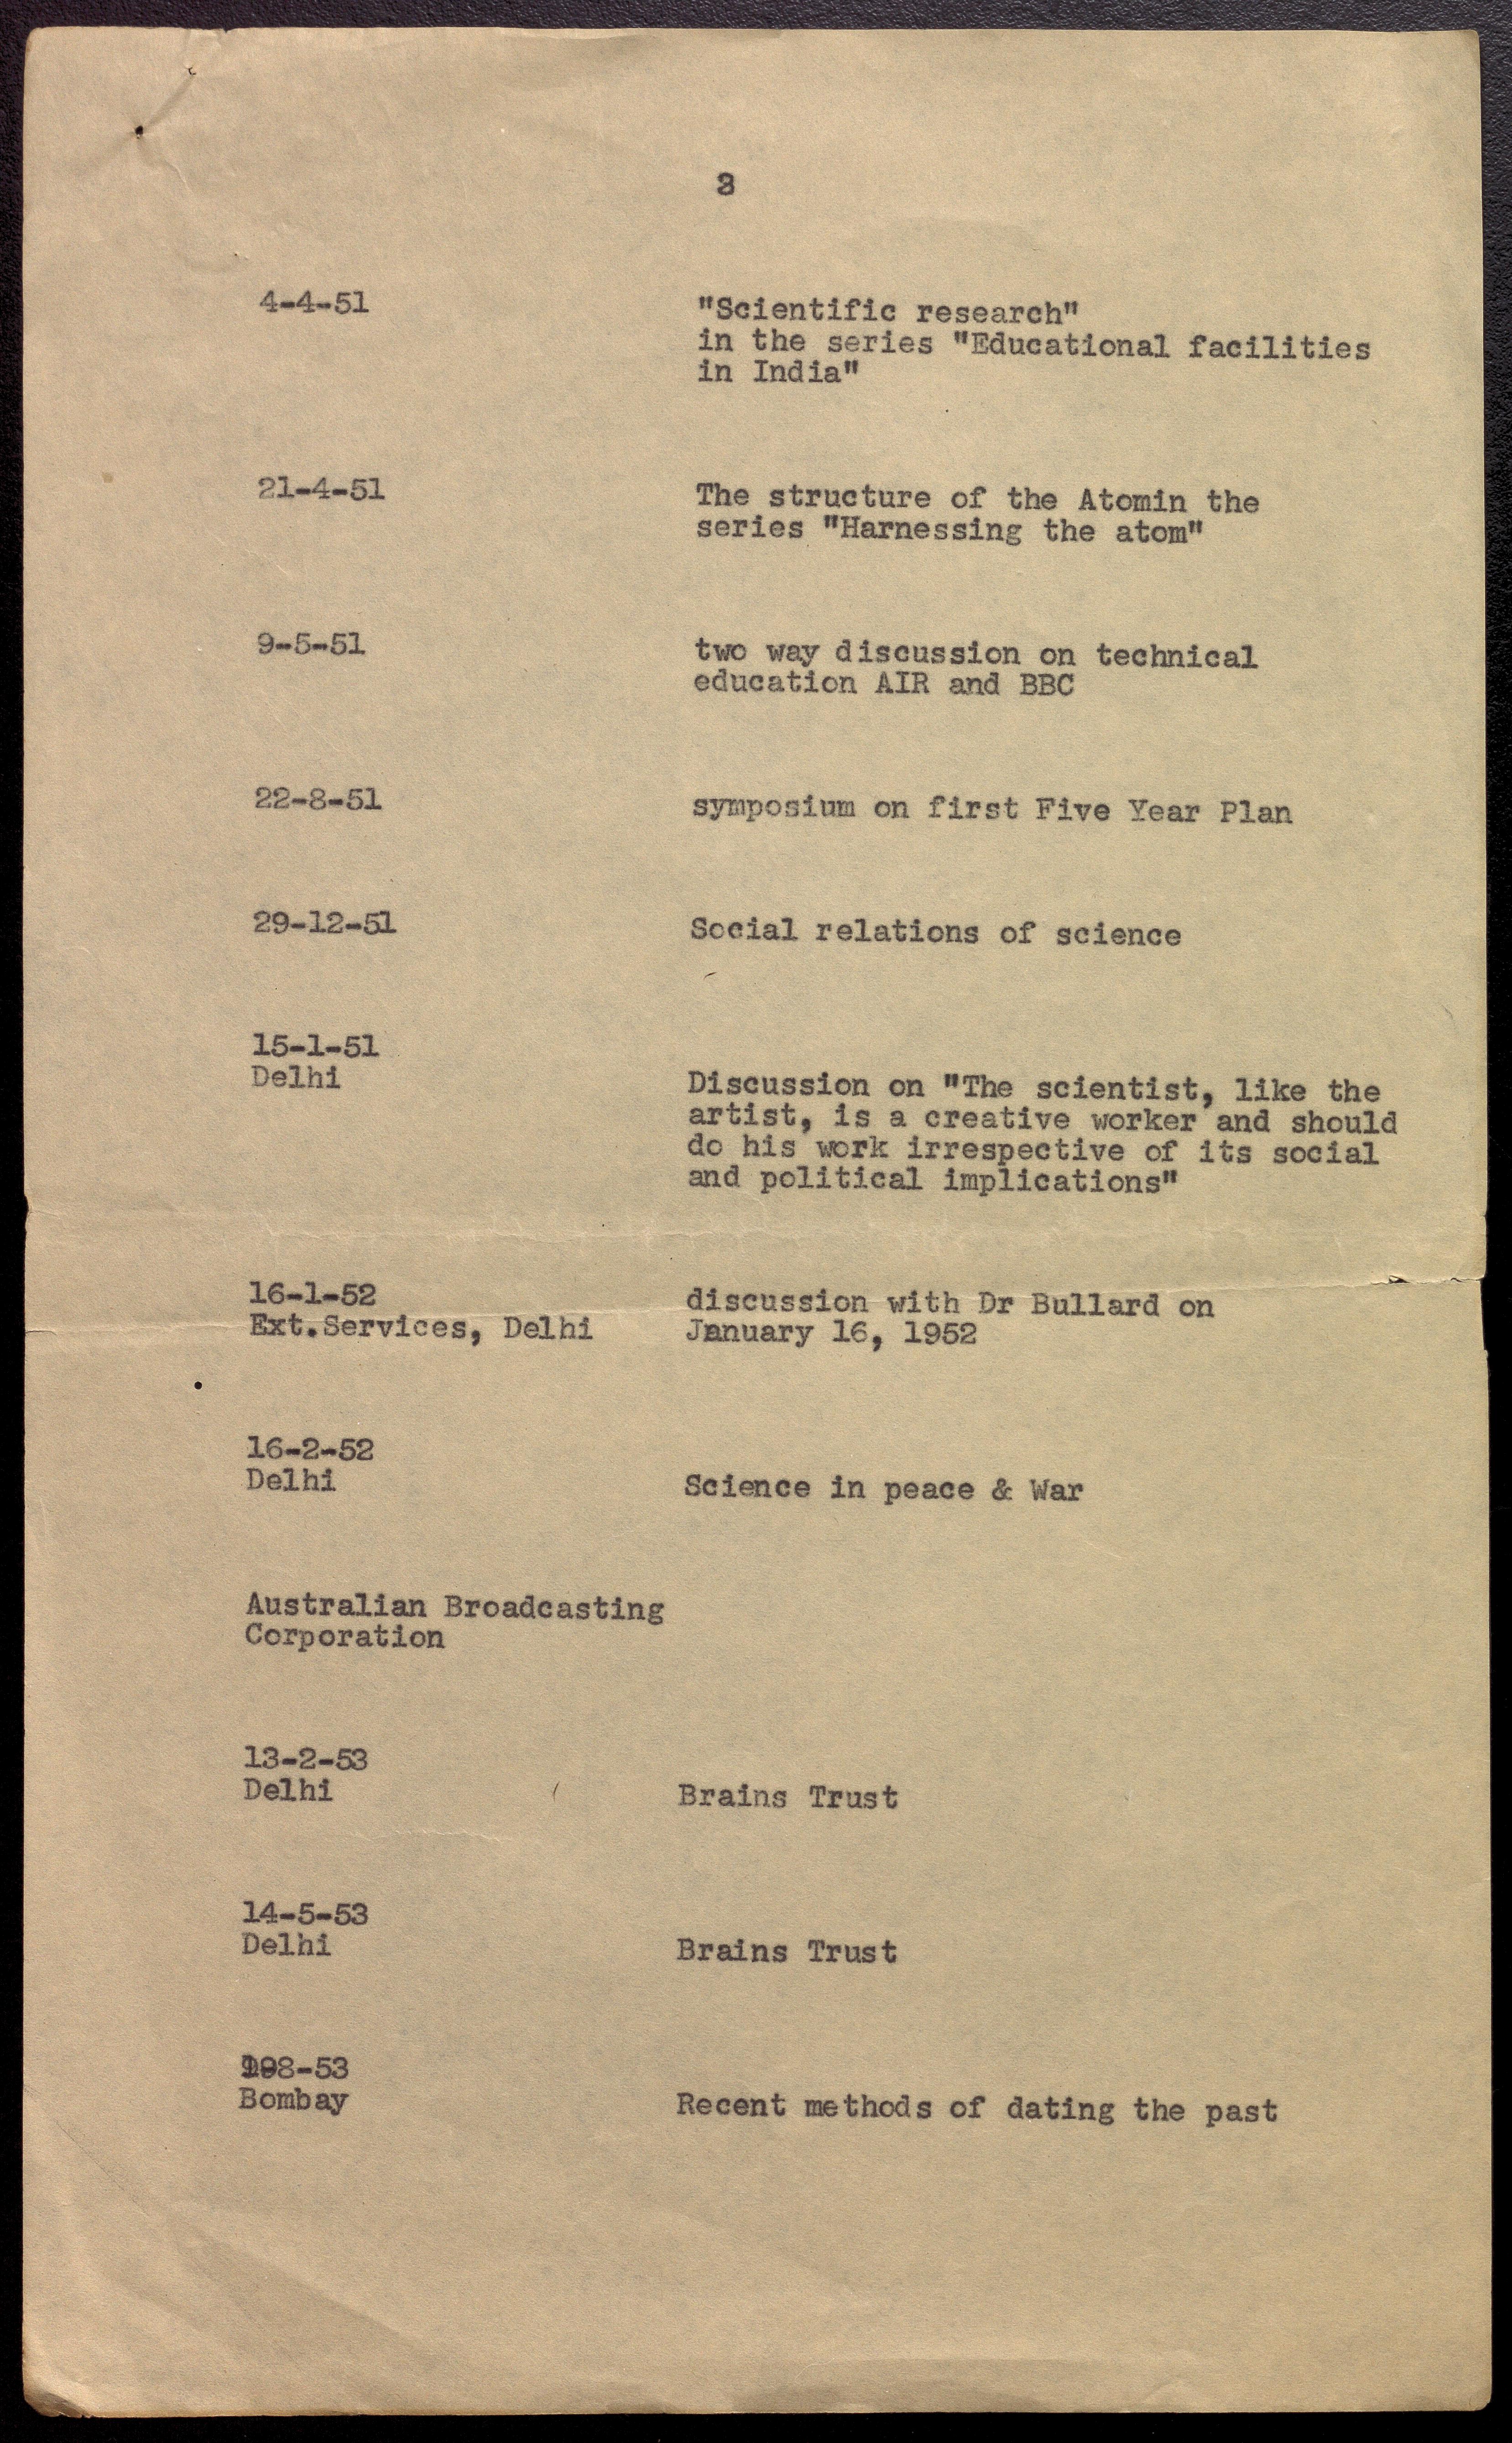 3
4-4-51
"Scientific research"
in the series "Educational facilities
in India"
21-4-51
The structure of the Atomin the
series "Harnessing the atom"
9-5-51
two way discussion on technical
education AIR and BBC
22-8-51
symposium on first Five Year Plan
29-12-51
Social relations of science
15-1-51
Delhi
Discussion on "The scientist, like the
artist, is a creative worker and should
do his work irrespective of its social
and political implications"
16-1-52
Ext.Services, Delhi
discussion with Dr Bullard on
January 16, 1952
16-2-52
Delhi
Science in peace & War
Australian Broadcasting
Corporation
13-2-53
Delhi
Brains Trust
14-5-53
Delhi
Brains Trust
8-53
Bombay
Recent methods of dating the past